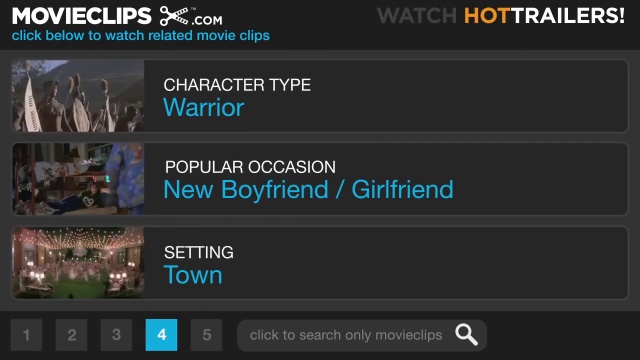 MOVIECLIPS .COM
click below to watch related movie clips
WATCH HOTTRAILERS!
CHARACTER TYPE
Warrior
POPULAR OCCASION
New Boyfriend / Girlfriend
SETTING
Town
1 2 3 4 5 click to search only movieclips